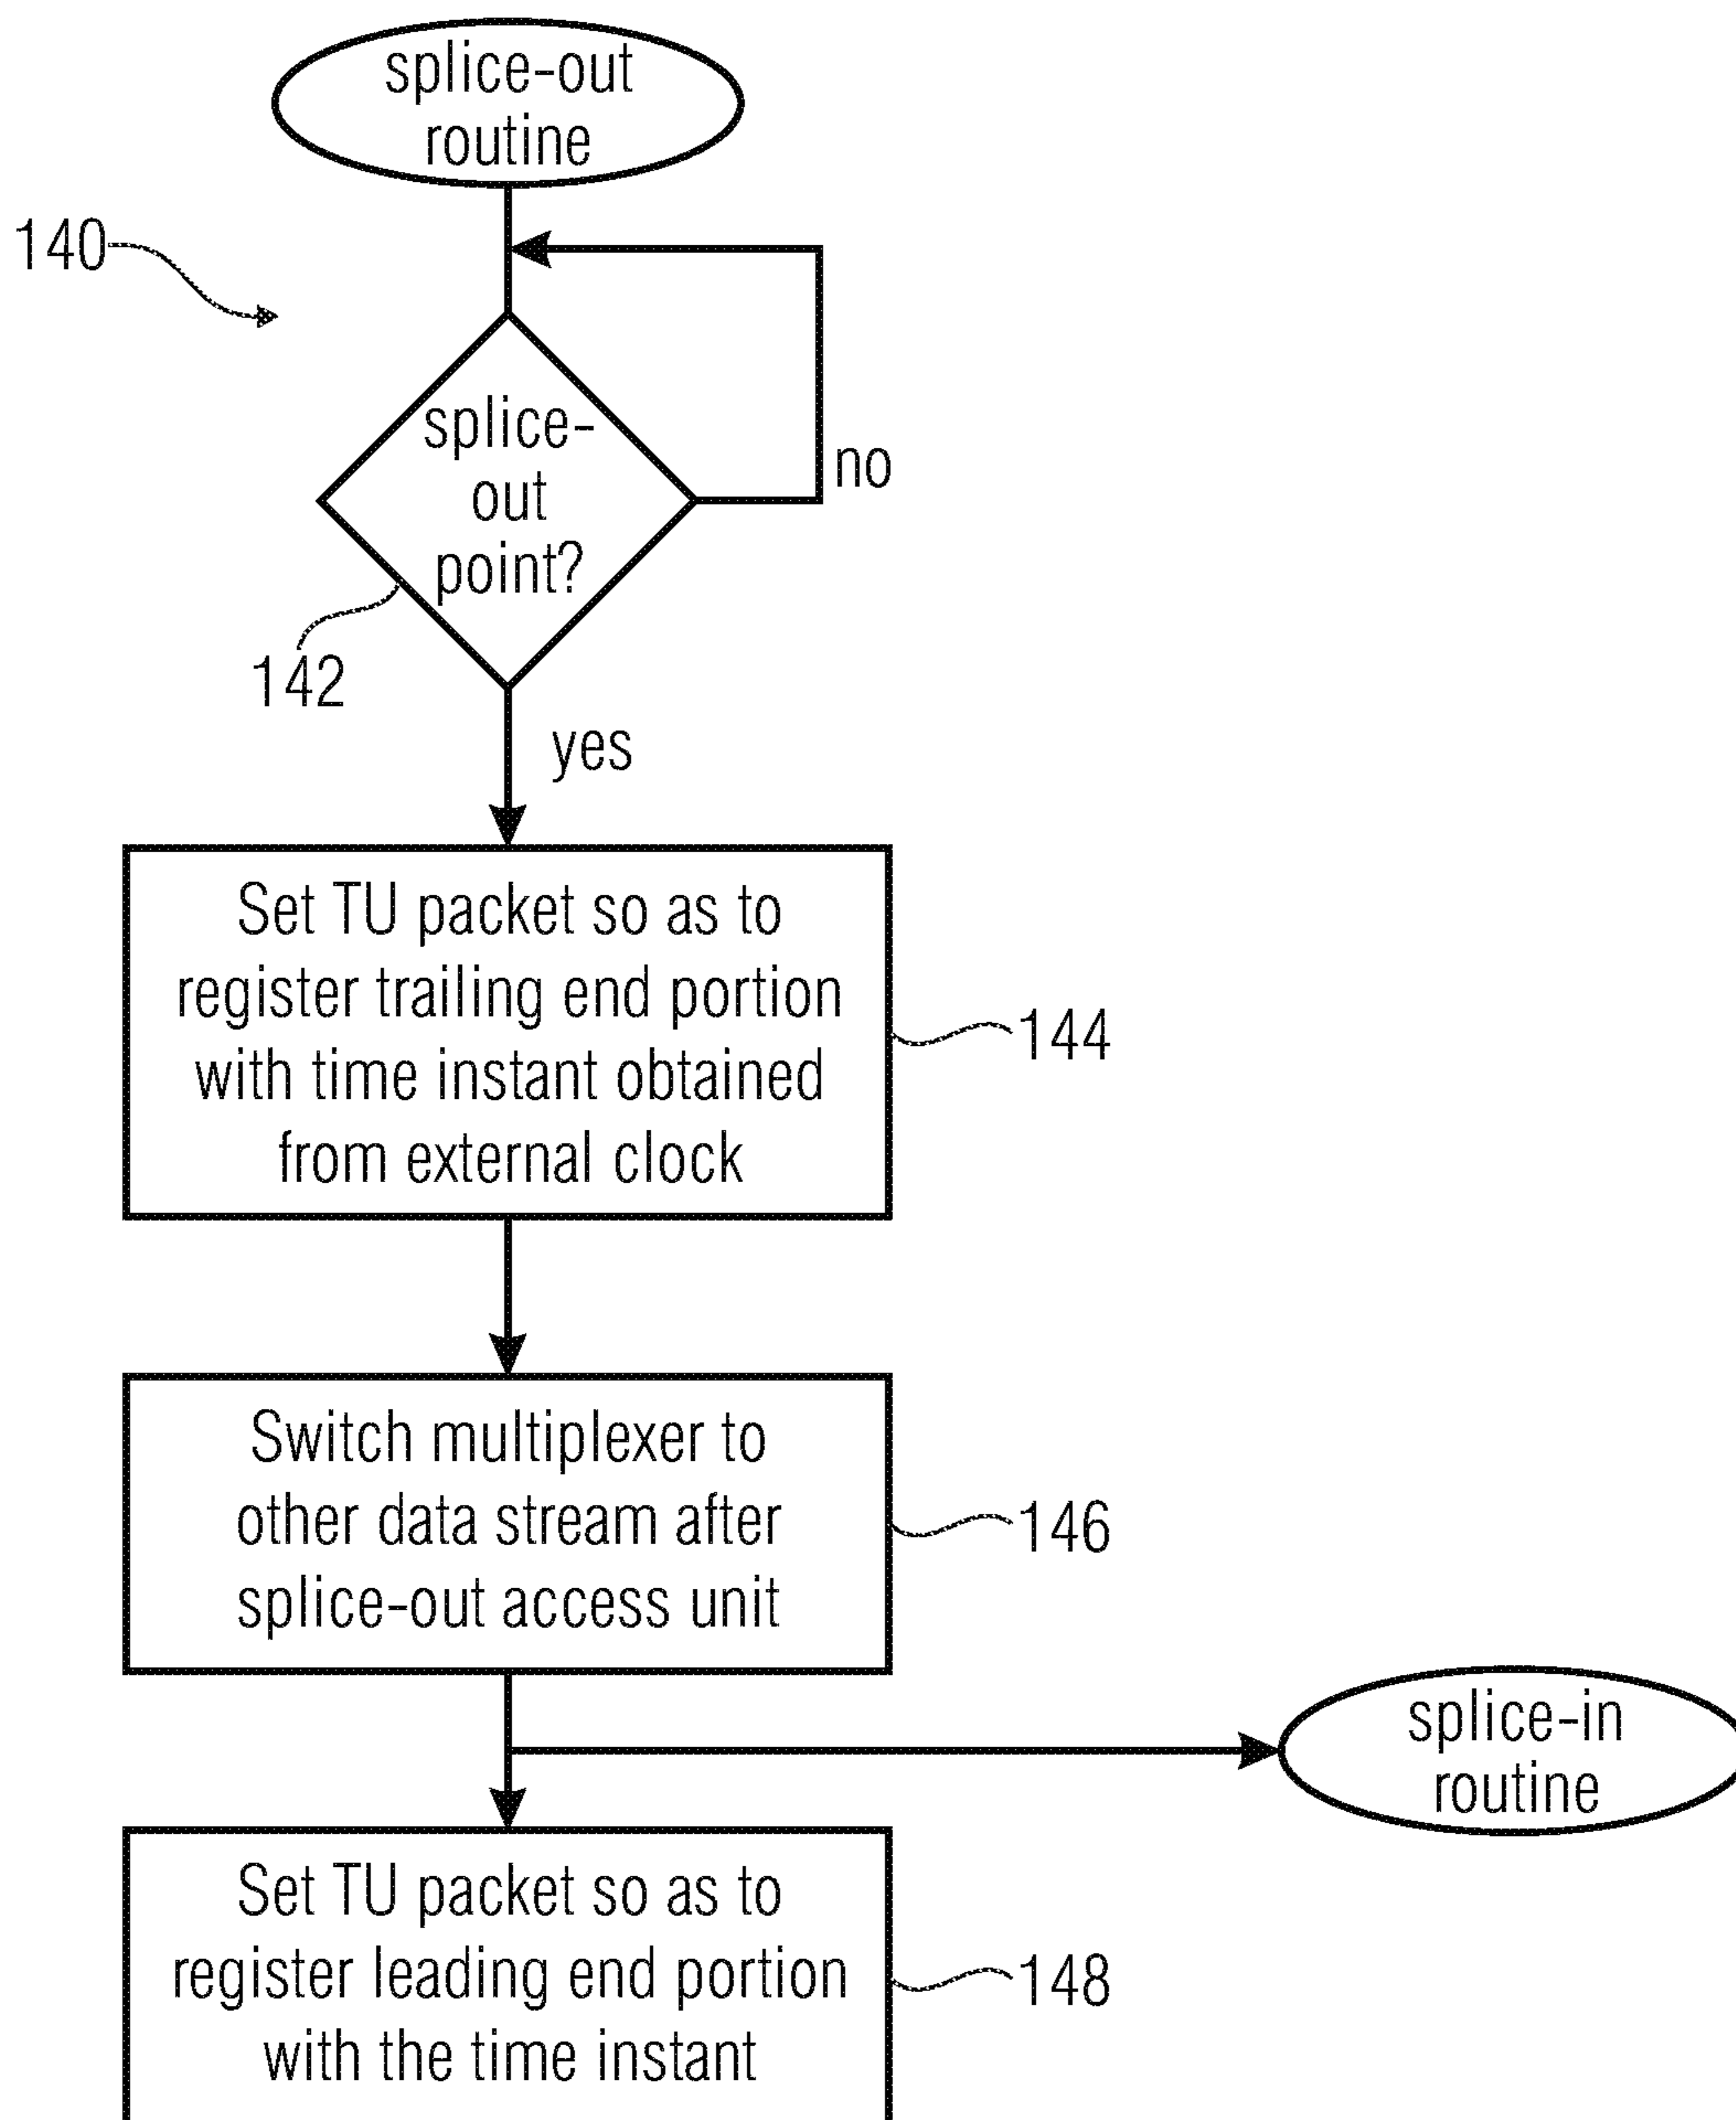 splice-out
routine
140
splice-
out
point?
no
142
yes
Set TU packet so as to
register trailing end portion
with time instant obtained
from external clock
144
Switch multiplexer to
other data stream after
splice-out access unit
146
splice-in
routine
Set TU packet so as to
register leading end portion
with the time instant
148